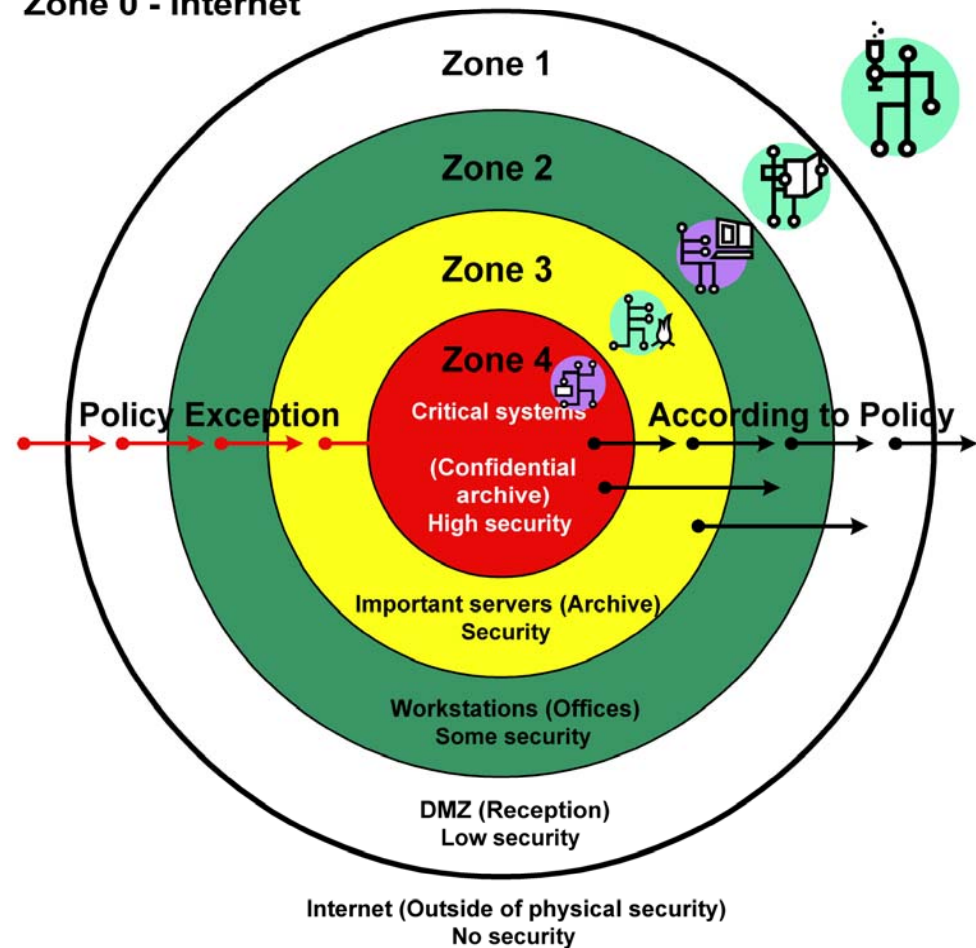 Zone 0 - Internet
Zone 1
Zone 2
Zone 3
Zone 4
Critical systems
Policy Exception
According to Policy
(Confidential
archive)
High security
Important servers (Archive)
Security
Workstations (Offices)
Some security
DMZ (Reception)
Low security
Internet (Outside of physical security)
No security